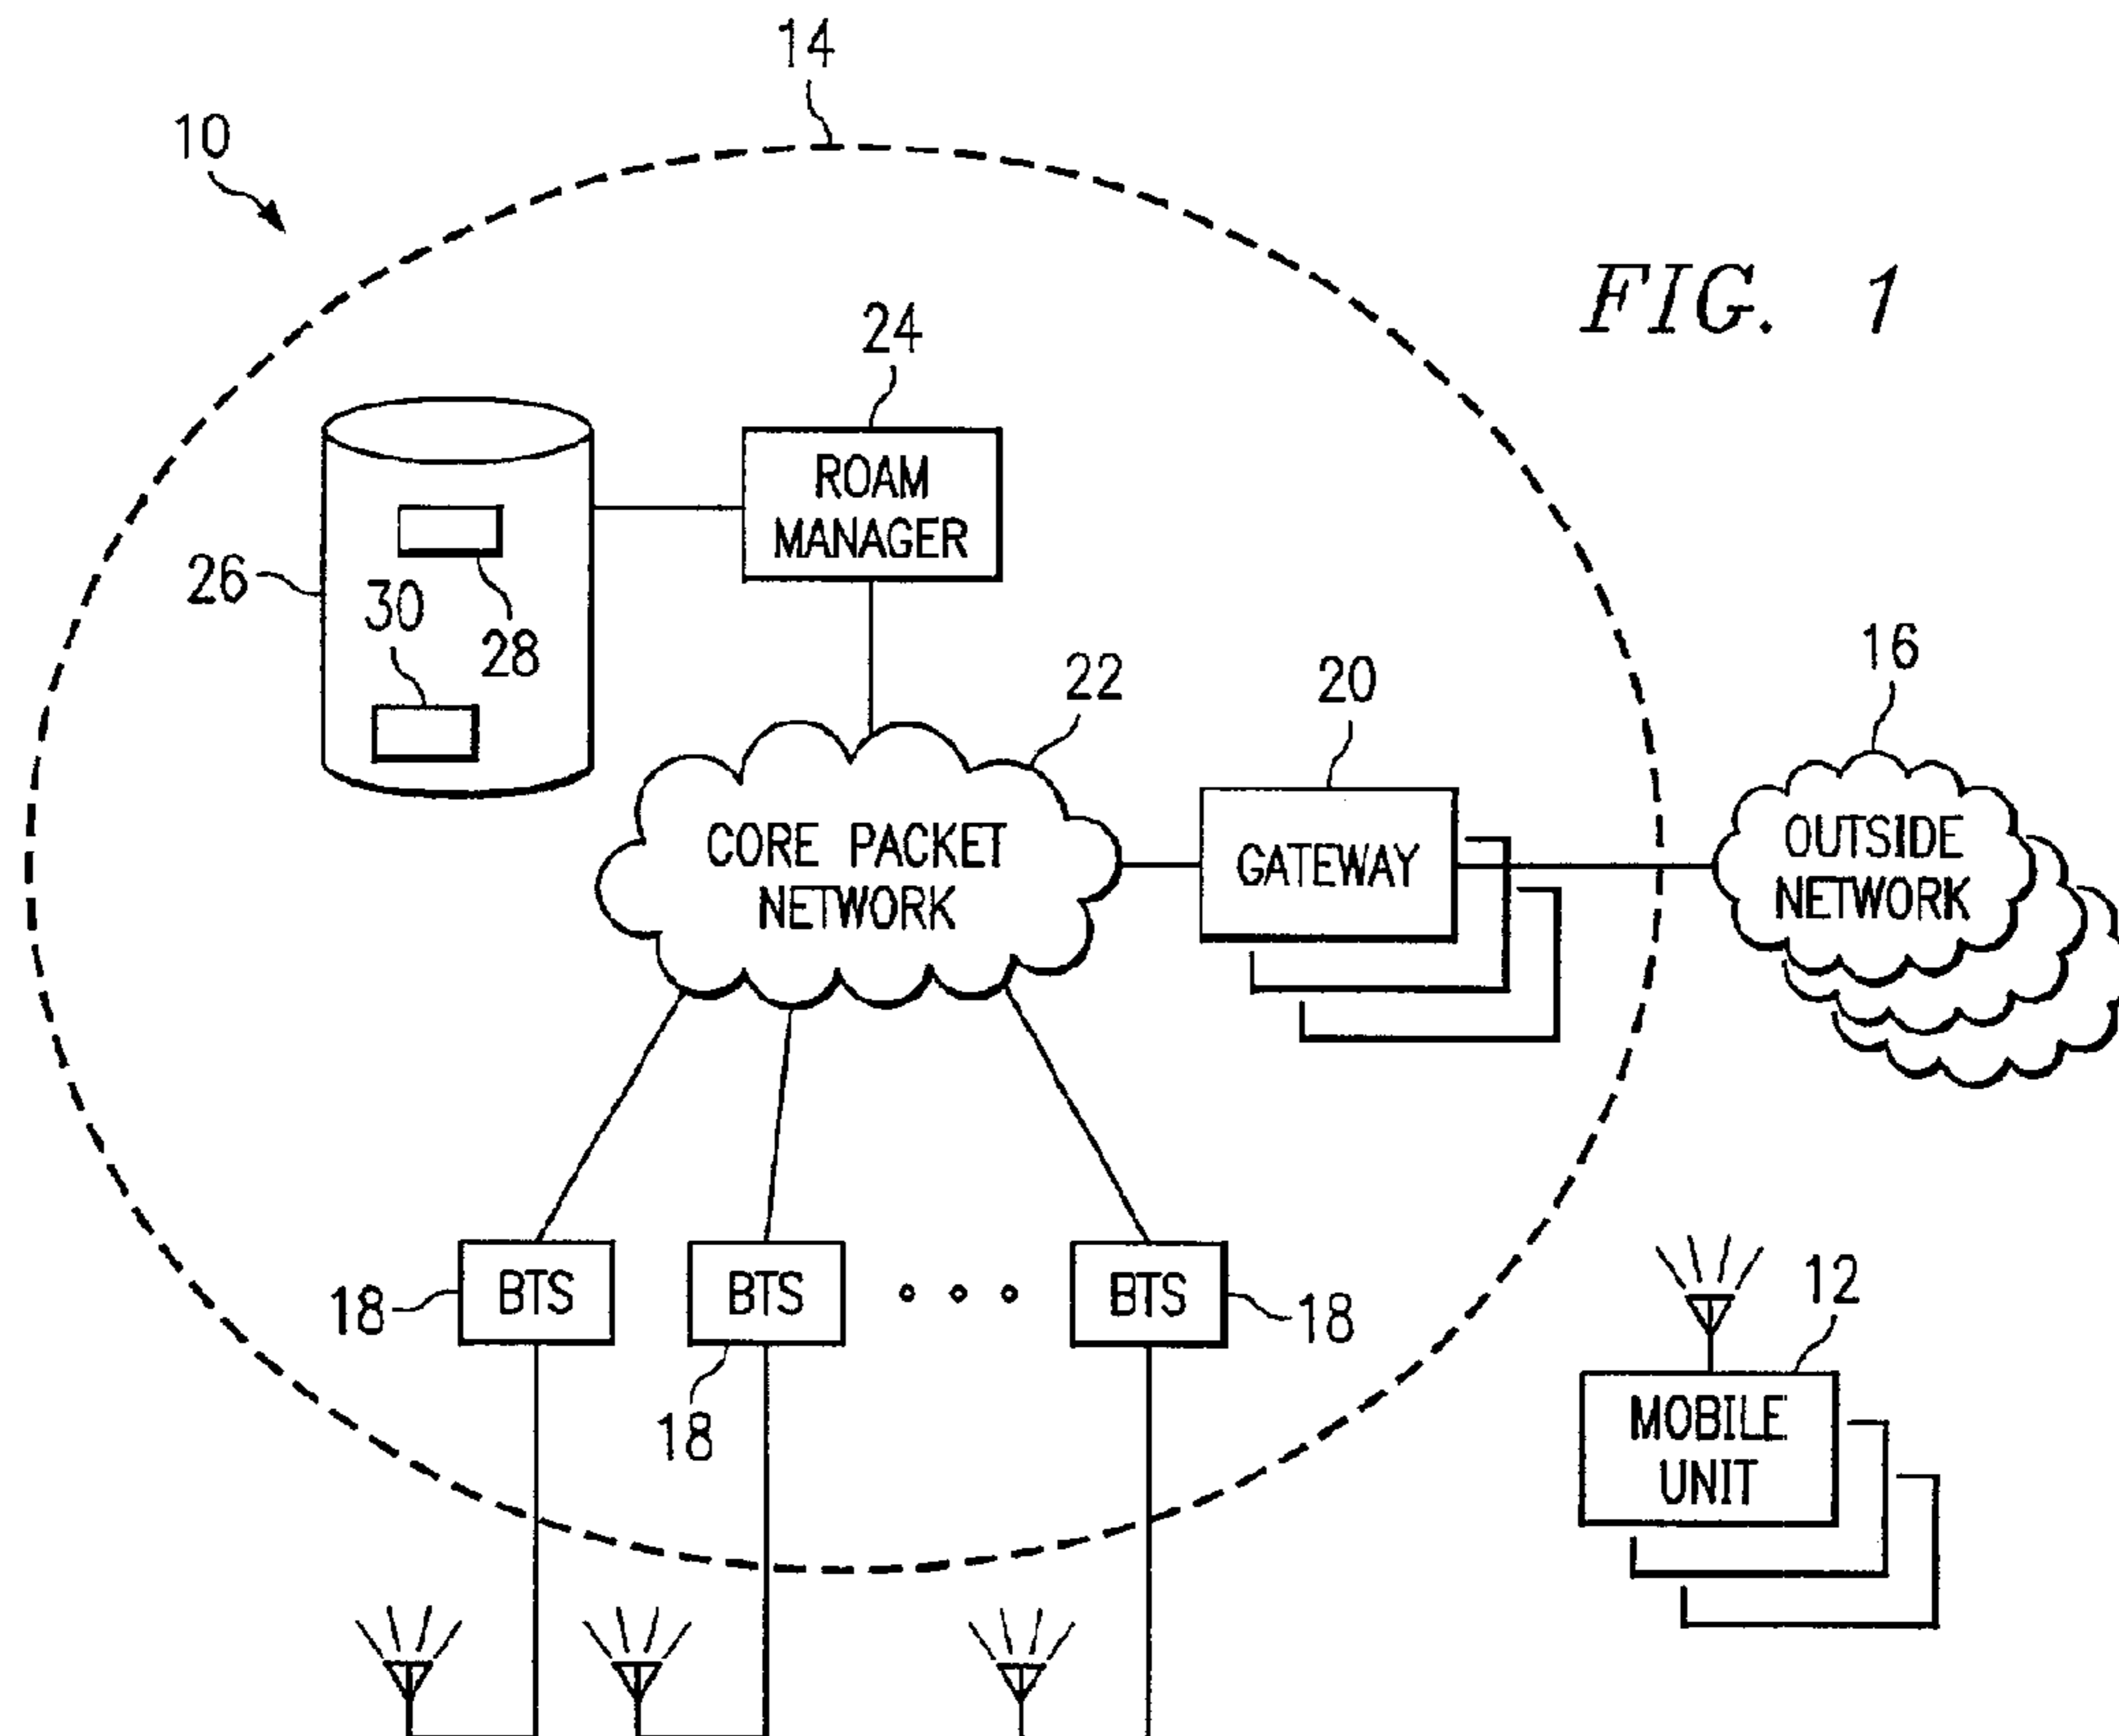 14
10
FIG. 1
24
ROAM
MANAGER
26
30
28
22
20
16
CORE PACKET
NETWORK
GATEWAY
OUTSIDE
NETWORK
18
BTS
BTS
BTS
18
18
12
MOBILE
UNIT